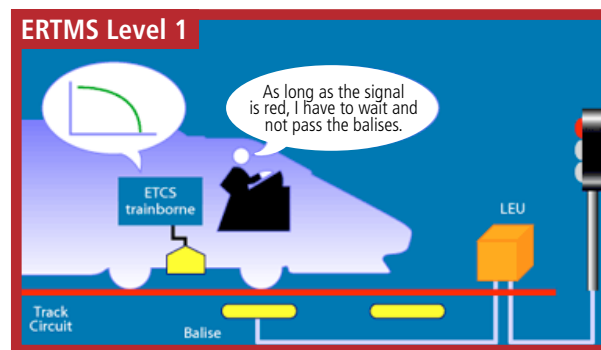 ERTMS Level 1
As long as the signal
is red, I have to wait and
not pass the balises.
ETCS
trainborne
LEU
Track
Circuit
Balise